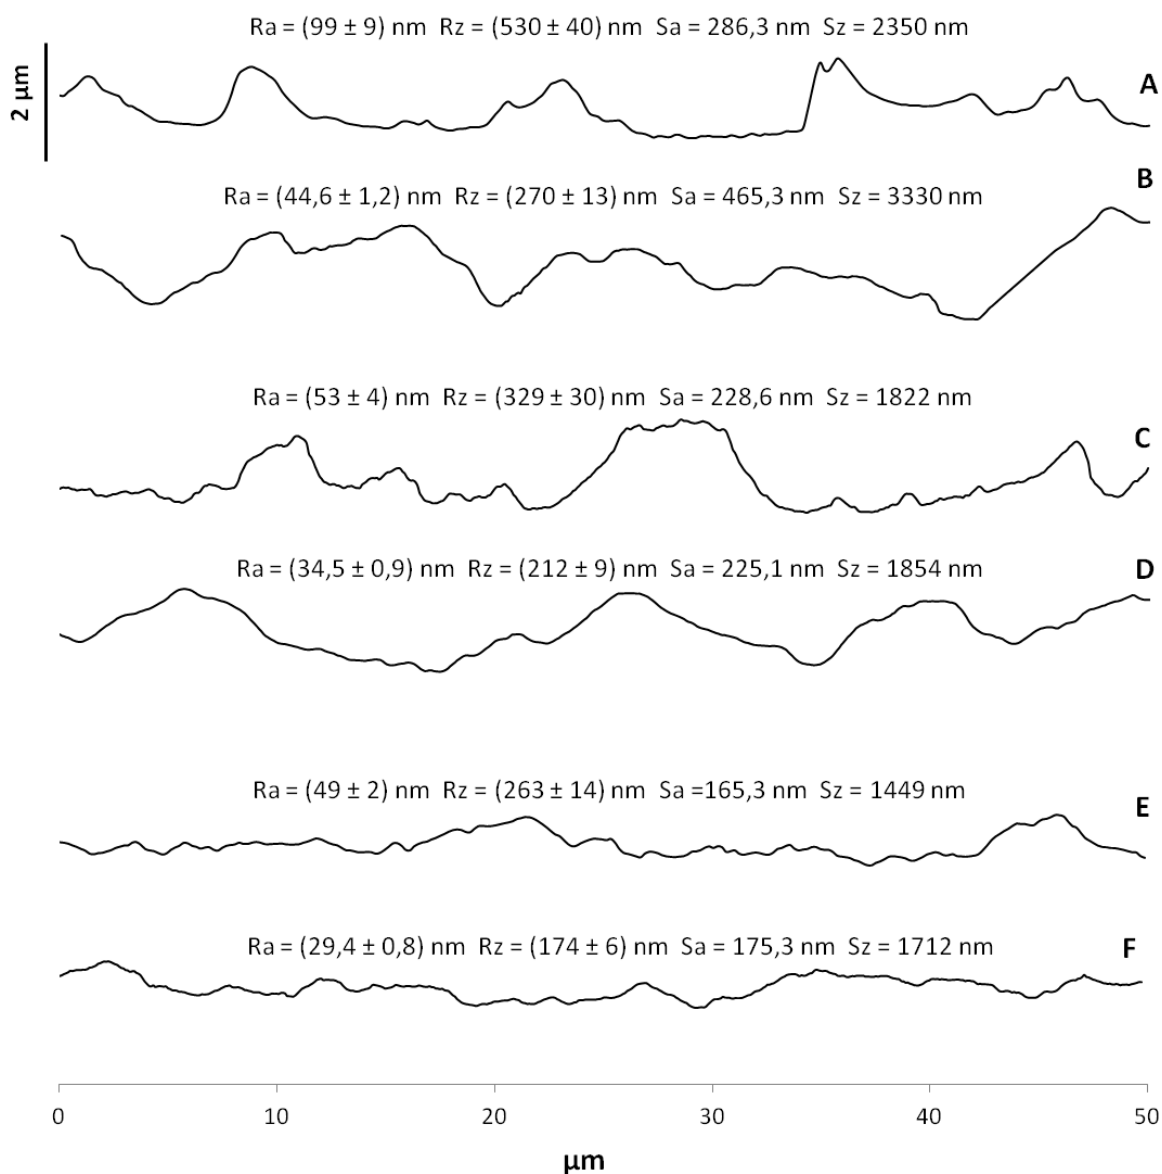 Ra = (99 ± 9) nm  Rz = (530 ± 40) nm  Sa = 286,3 nm  Sz = 2350 nm
2 µm
A
B
Ra = (44,6 ± 1,2) nm  Rz = (270 ± 13) nm  Sa = 465,3 nm  Sz = 3330 nm
Ra = (53 ± 4) nm  Rz = (329 ± 30) nm  Sa = 228,6 nm  Sz = 1822 nm
C
Ra = (34,5 ± 0,9) nm  Rz = (212 ± 9) nm  Sa = 225,1 nm  Sz = 1854 nm
D
Ra = (49 ± 2) nm  Rz = (263 ± 14) nm  Sa =165,3 nm  Sz = 1449 nm
E
Ra = (29,4 ± 0,8) nm  Rz = (174 ± 6) nm  Sa = 175,3 nm  Sz = 1712 nm
F
0 10 20 30 40 50
µm